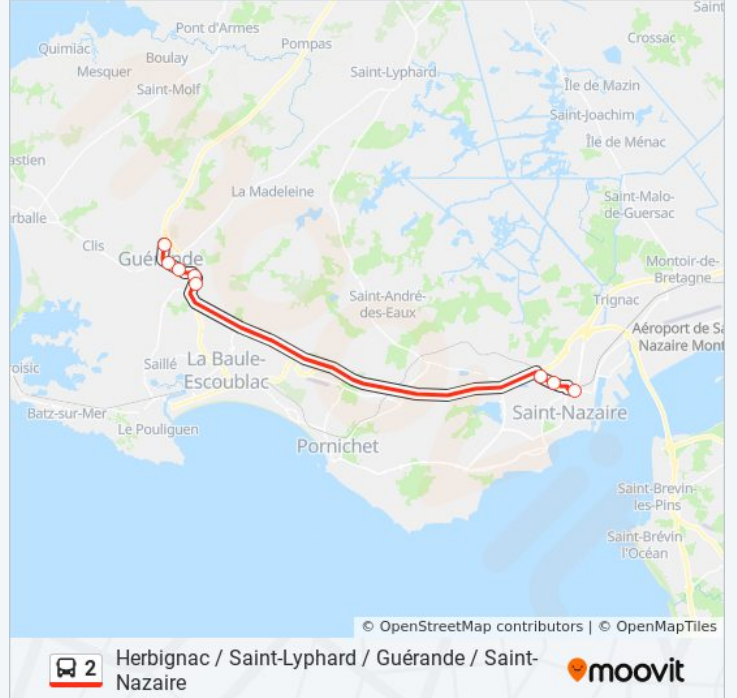 Saint
Pont d'Armes
Quimiac
Pompas
Crossac
Boulay
Mesquer
Saint-Lyphard
Saint-Molf
Île de Mazin
Saint-Joachim
Île de Ménac
astien
La Madeleine
Saint-Malo-
de-Guersac
rballe
Clis
Guérande
Montoir-de-
Bretagne
Saint-André-
des-Eaux
Trignac
Aéroport de Sa
Nazaire Mont
Saillé
La Baule-
Escoublac
roisic
Batz-sur-Mer
Le Pouliguen
Saint-Nazaire
Pornichet
Saint-Brevin-
les-Pins
Saint-Brévin
l'Océan
© OpenStreetMap contributors | © OpenMapTiles
2
Herbignac / Saint-Lyphard / Guérande / Saint-
Nazaire
moovit